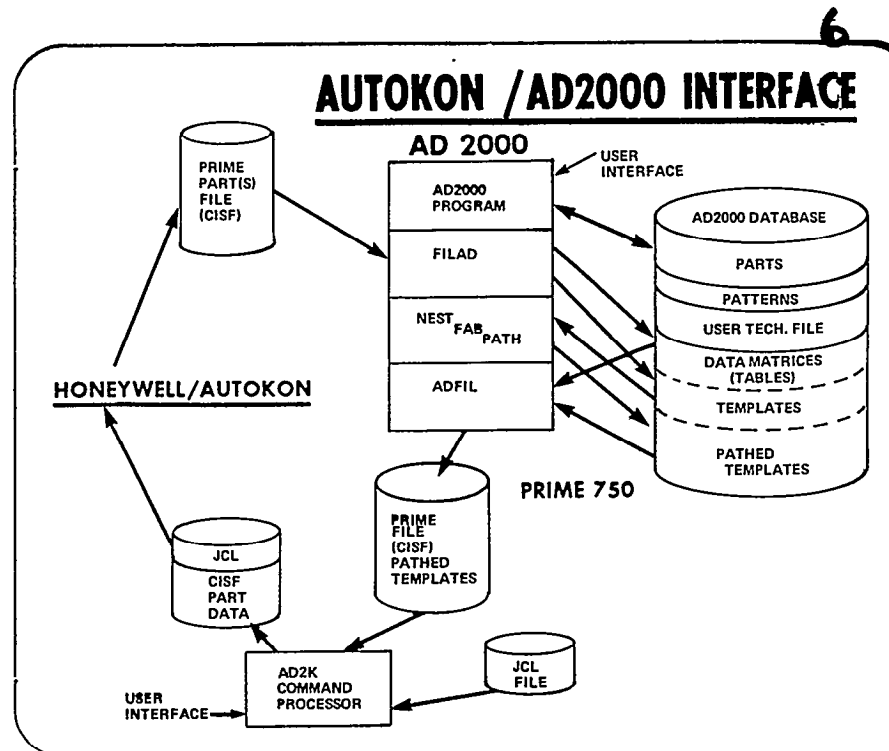 6
AUTOKON /AD2000 INTERFACE
AD 2000
USER
INTERFACE
PRIME
PART(S)
FILE
(CISF)
AD2000
PROGRAM
FILAD
NEST
FAB
PATH
ADFIL
AD2000 DATABASE
PARTS
PATTERNS
USER TECH. FILE
DATA MATRICES
(TABLES)
TEMPLATES
PATHED
TEMPLATES
HONEYWELL/AUTOKON
PRIME 750
PRIME
FILE
(CISF)
PATHED
TEMPLATES
JCL
CISF
PART
DATA
AD2K
COMMAND
PROCESSOR
JCL
FILE
USER
INTERFACE